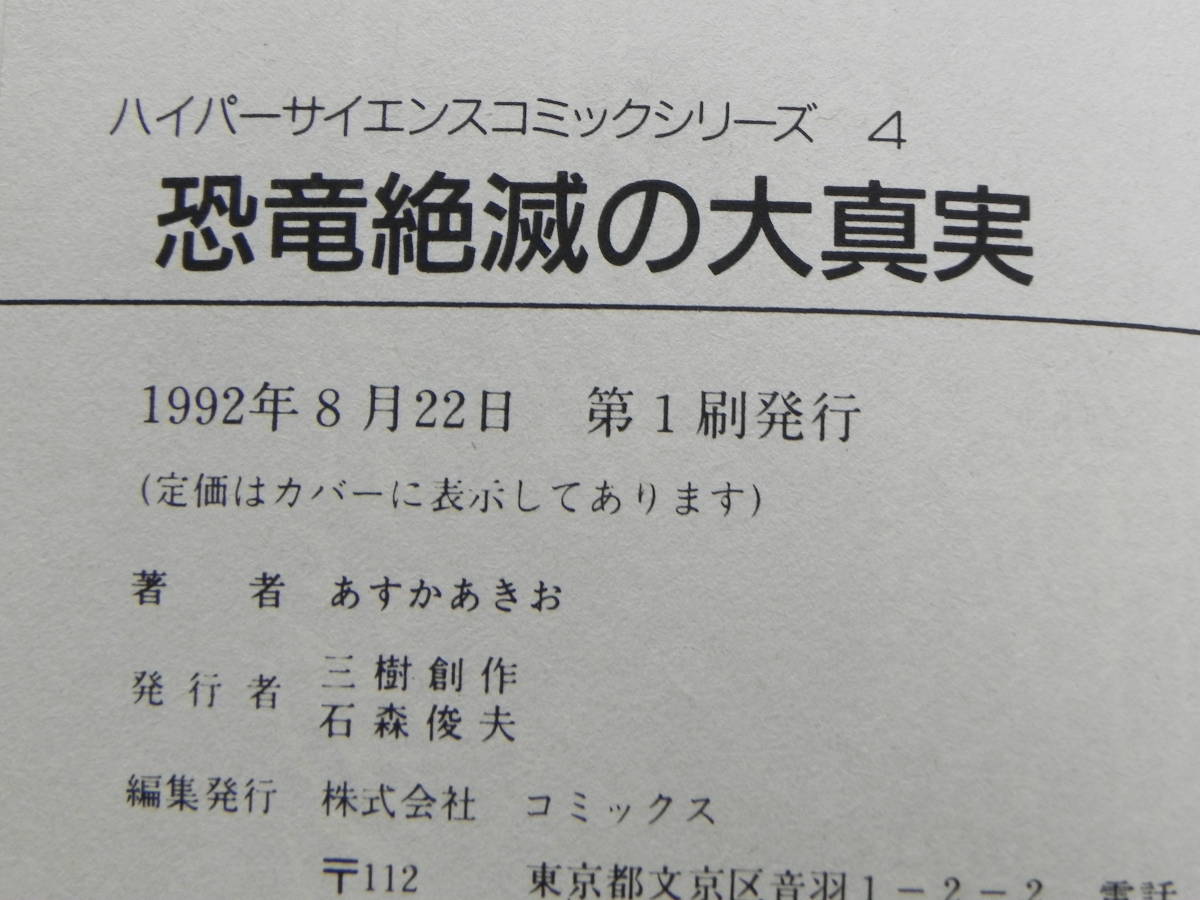 ハイパーサイエンスコミックシリーズ 4
恐竜絶滅の大真実
1992年8月22日 第1刷発行
(定価はカバーに表示してあります)
著者 あすかあきお
発行者 三樹創作
石森俊夫
編集発行 株式会社 コミックス
〒112 東京都文京区音羽1-2-2 電話